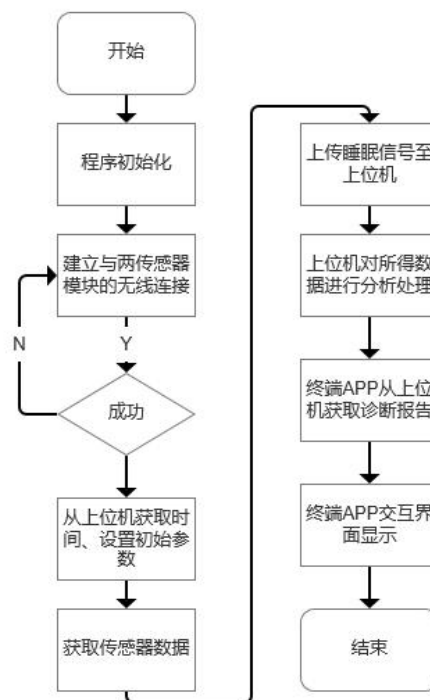 开始
程序初始化
建立与两传感器
模块的无线连接
N
Y
成功
从上位机获取时
间、设置初始参
数
获取传感器数据
上传睡眠信号至
上位机
上位机对所得数
据进行分析处理
终端APP从上位
机获取诊断报告
终端APP交互界
面显示
结束